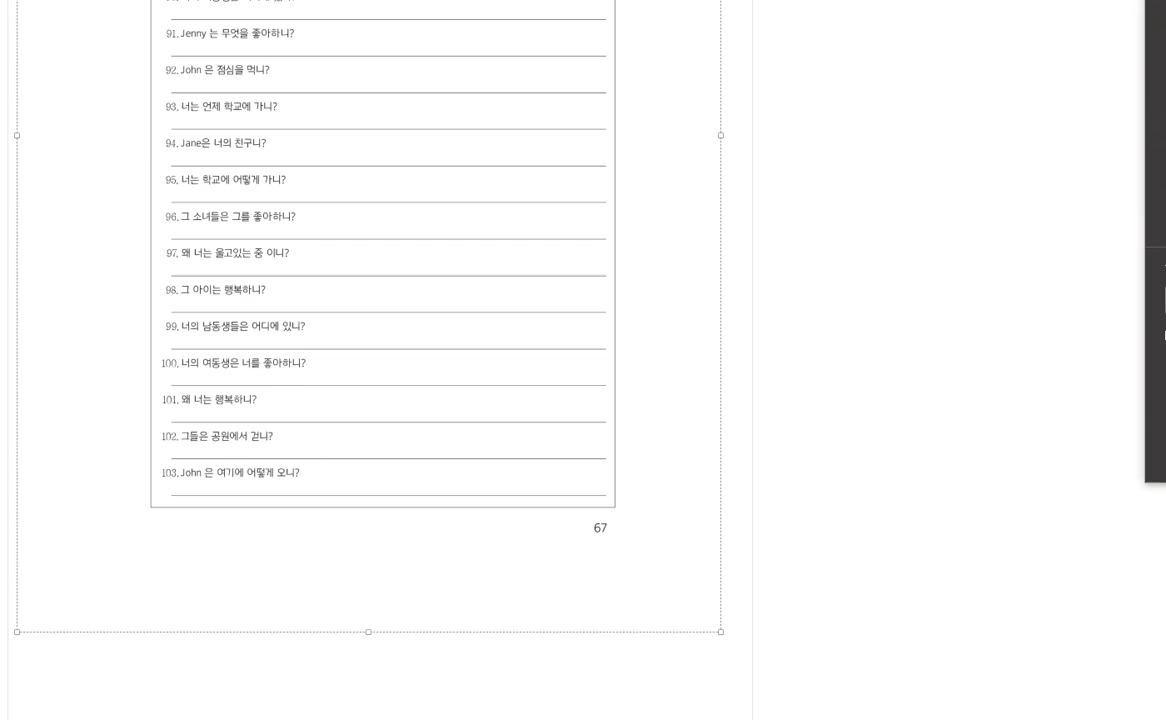 91. Jenny 는 무엇을 좋아하니?
92. John 은 점심을 먹니?
93. 너는 언제 학교에 가니?
94. Jane은 너의 친구니?
95. 너는 학교에 어떻게 가니?
96. 그 소녀들은 그를 좋아하니?
97. 왜 너는 울고있는 중 이니?
98. 그 아이는 행복하니?
99. 너의 남동생들은 어디에 있니?
100. 너의 여동생은 너를 좋아하니?
101. 왜 너는 행복하니?
102. 그들은 공원에서 걷니?
103. John 은 여기에 어떻게 오니?
67